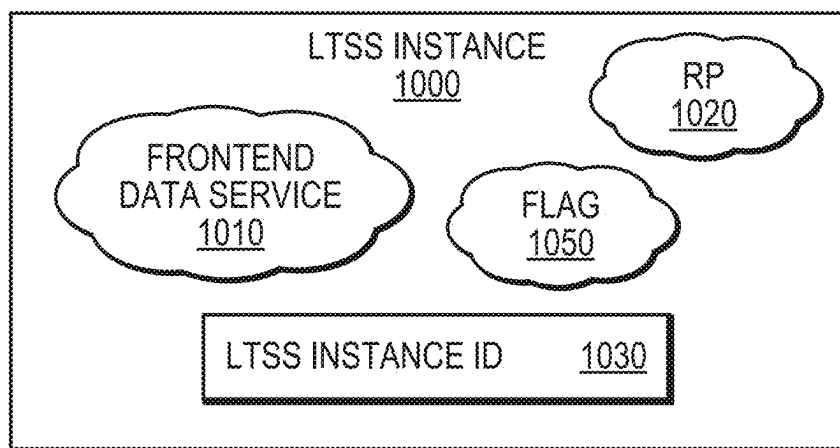 LTSS INSTANCE
1000
RP
1020
FRONTEND
DATA SERVICE
1010
FLAG
1050
LTSS INSTANCE ID 1030